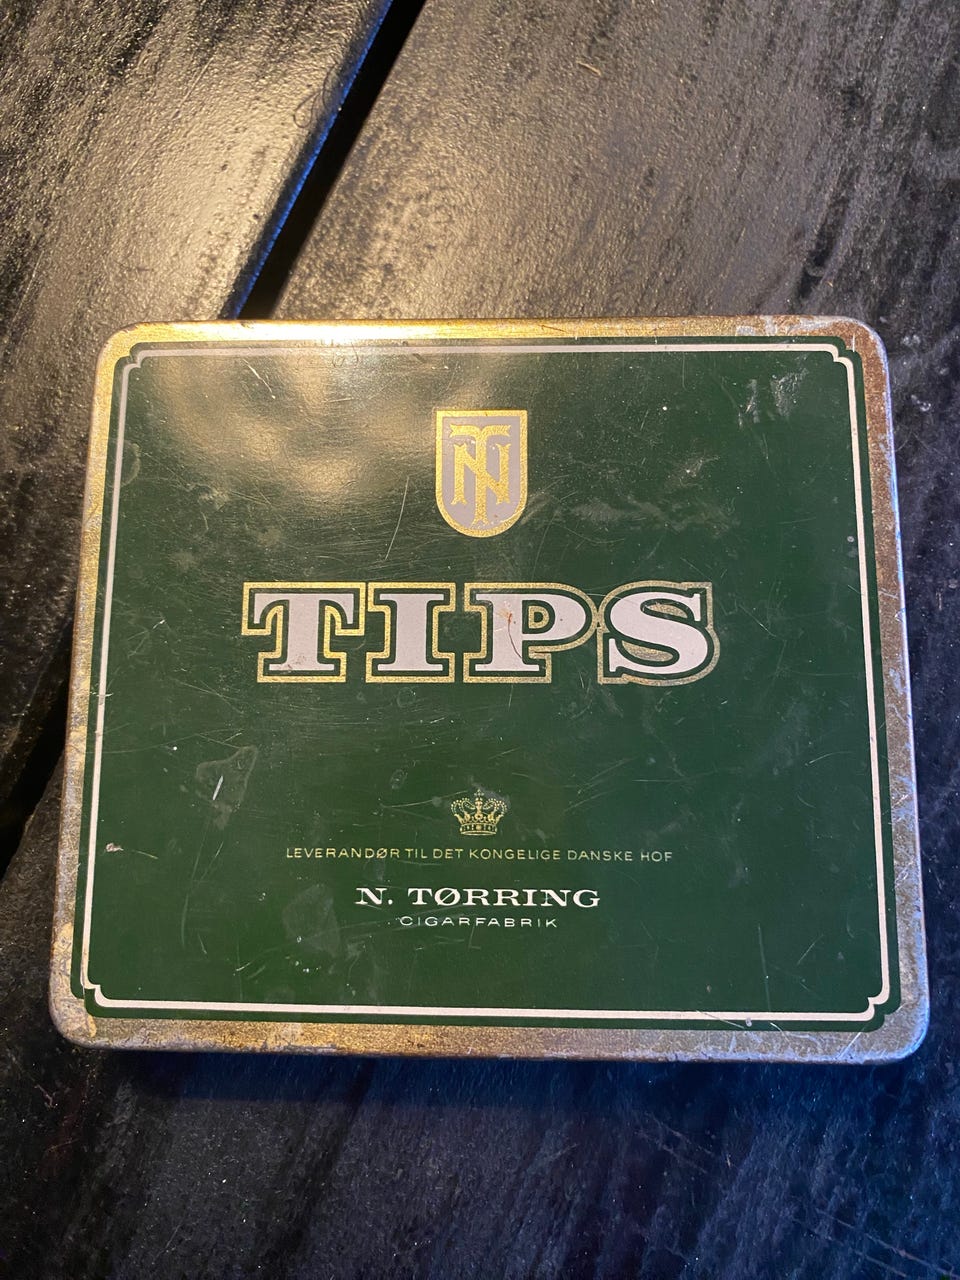 TN
TIPS
LEVERANDØR TIL DET KONGELIGE DANSKE HOF
N. TØRRING
CIGARFABRIK